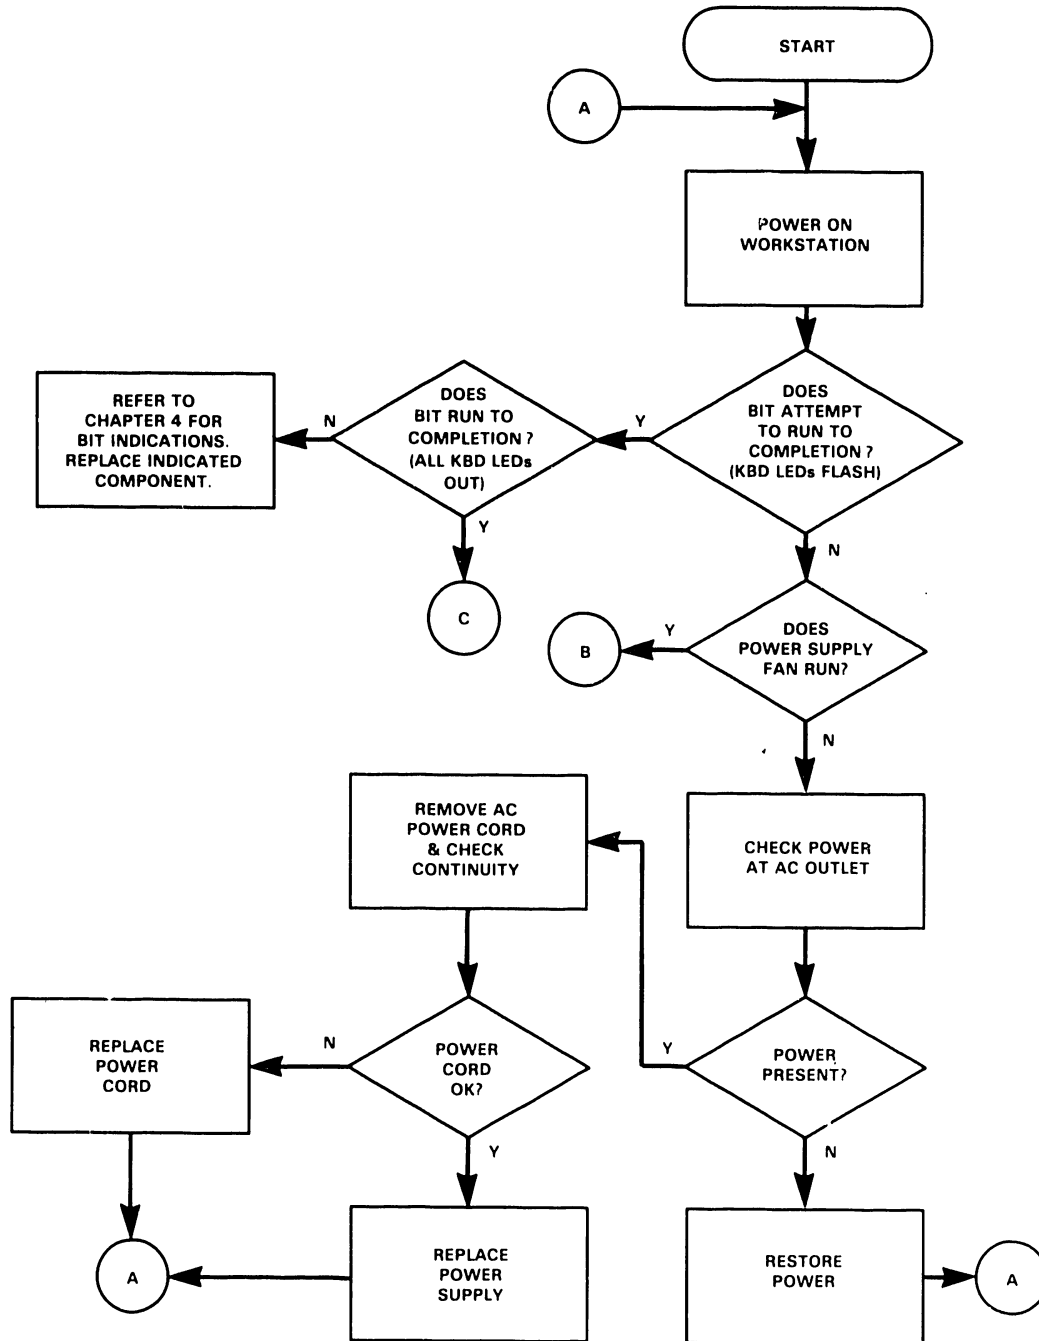 START
A
POWER ON
WORKSTATION
DOES
BIT ATTEMPT
TO RUN TO
COMPLETION?
(KBD LEDs FLASH)
Y
N
DOES
BIT RUN TO
COMPLETION?
(ALL KBD LEDs
OUT)
N
Y
REFER TO
CHAPTER 4 FOR
BIT INDICATIONS.
REPLACE INDICATED
COMPONENT.
C
DOES
POWER SUPPLY
FAN RUN?
Y
B
N
CHECK POWER
AT AC OUTLET
POWER
PRESENT?
Y
N
REMOVE AC
POWER CORD
& CHECK
CONTINUITY
POWER
CORD
OK?
N
Y
REPLACE
POWER
CORD
A
REPLACE
POWER
SUPPLY
RESTORE
POWER
A